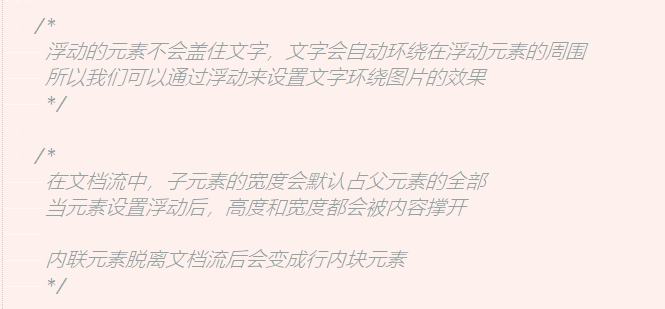 /*
浮动的元素不会盖住文字，文字会自动环绕在浮动元素的周围
所以我们可以通过浮动来设置文字环绕图片的效果
*/
/*
在文档流中，子元素的宽度会默认占父元素的全部
当元素设置浮动后，高度和宽度都会被内容撑开
内联元素脱离文档流后会变成行内块元素
*/